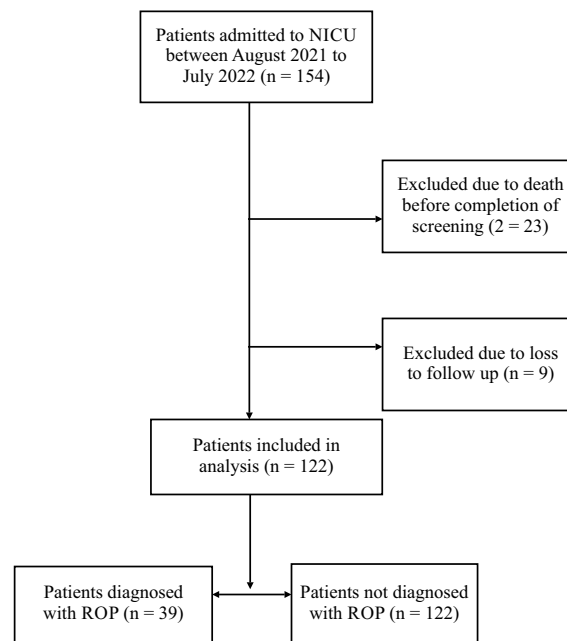 Patients admitted to NICU
between August 2021 to
July 2022 (n = 154)
Excluded due to death
before completion of
screening (2 = 23)
Excluded due to loss
to follow up (n = 9)
Patients included in
analysis (n = 122)
Patients diagnosed
with ROP (n = 39)
Patients not diagnosed
with ROP (n = 122)